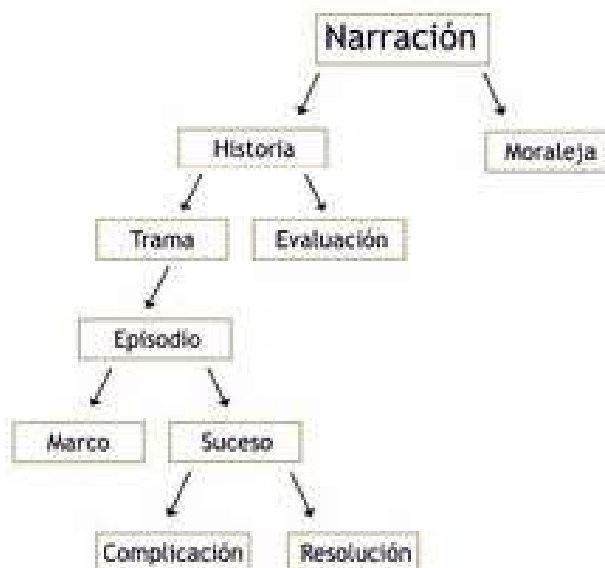 Narración
Historia
Moraleja
Trama
Evaluación
Episodio
Marco
Suceso
Complicación
Resolución